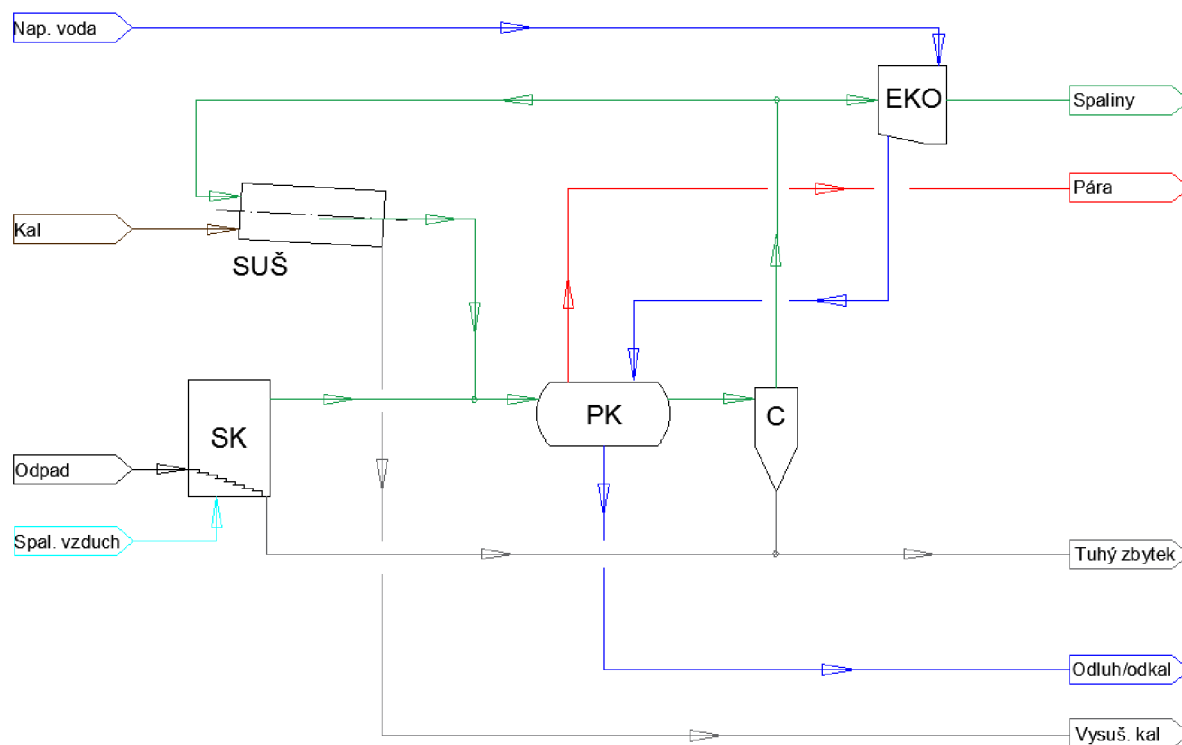 Nap. voda
EKO
Spaliny
Pára
Kal
SUŠ
PK
C
SK
Odpad
Spal. vzduch
Tuhý zbytek
Odluh/odkal
Vysuš. kal